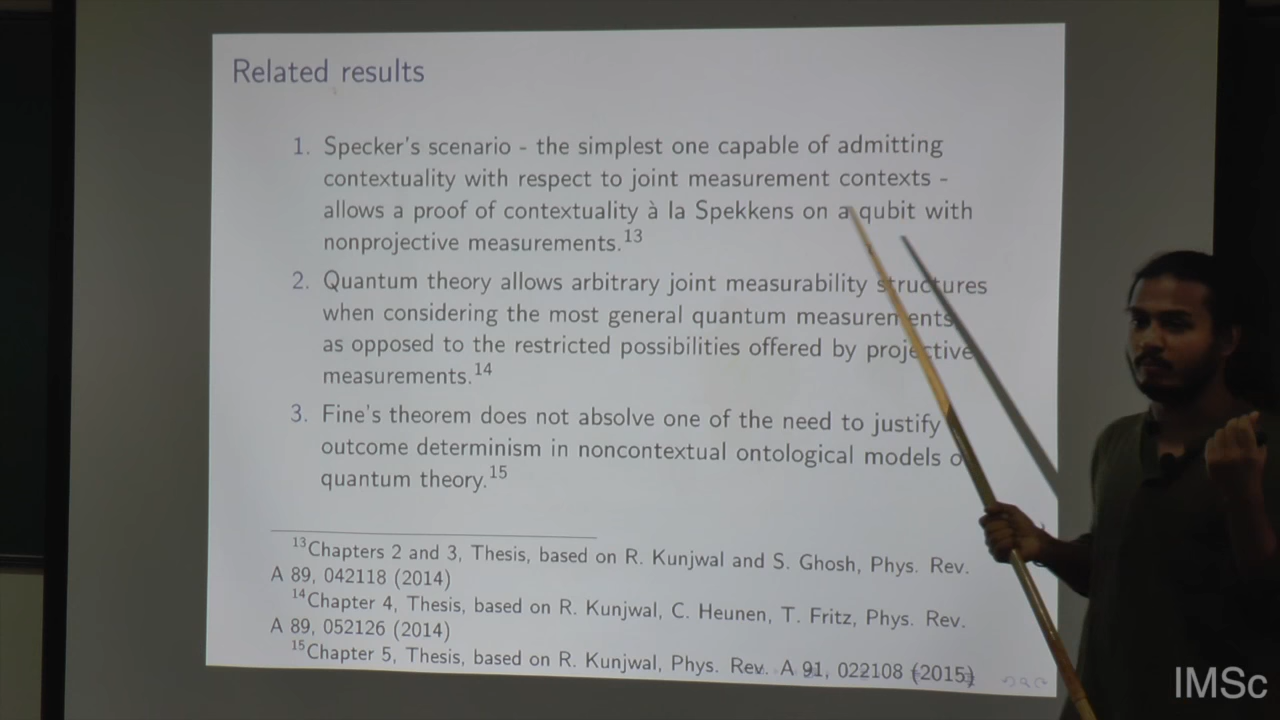 Related results
1. Specker's scenario - the simplest one capable of admitting
contextuality with respect to joint measurement contexts -
allows a proof of contextuality à la Spekkens on a qubit with
nonprojective measurements.13
2. Quantum theory allows arbitrary joint measurability structures
when considering the most general quantum measurements
as opposed to the restricted possibilities offered by projective
measurements.14
3. Fine's theorem does not absolve one of the need to justify
outcome determinism in noncontextual ontological models
quantum theory.15
13Chapters 2 and 3, Thesis, based on R. Kunjwal and S. Ghosh, Phys. Rev.
A 89, 042118 (2014)
14Chapter 4, Thesis, based on R. Kunjwal, C. Heunen, T. Fritz, Phys. Rev.
A 89, 052126 (2014)
15Chapter 5, Thesis, based on R. Kunjwal, Phys. Rev. A 91, 022108 (2015)
IMSc